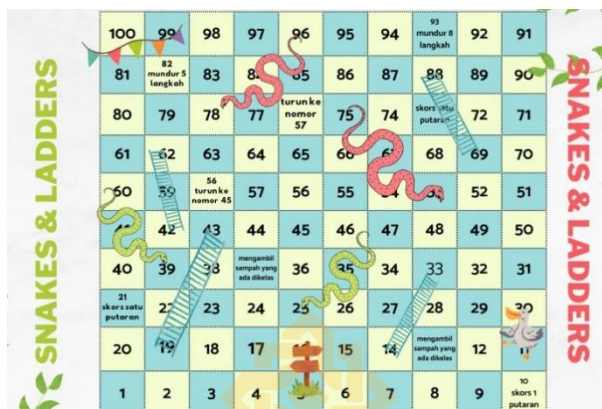 SNAKES & LADDERS
100 99 98 97 96 95 94
93
mundur 8
langkah
92 91
81
82
mundur 5
langkah
83 85 86 87 88 89 90
80 79 78 77
turun ke
nomor
57
75 74
skors satu
putaran
72 71
61 62 63 64 65 66 68 69 70
60 59
56
turun ke
nomor 45
57 56 55 52 51
42 43 44 45 46 47 48 49 50
40 39 38
mengambil
sampah yang
ada dikelas
36 35 34 33 32 31
21
skors satu
putaran
22 23 24 25 26 27 28 29 30
20 19 18 17 15 14
mengambil
sampah yang
ada dikelas
12
1 2 3 4 6 7 8 9
10
skors 1
putaran
SNAKES & LADDERS